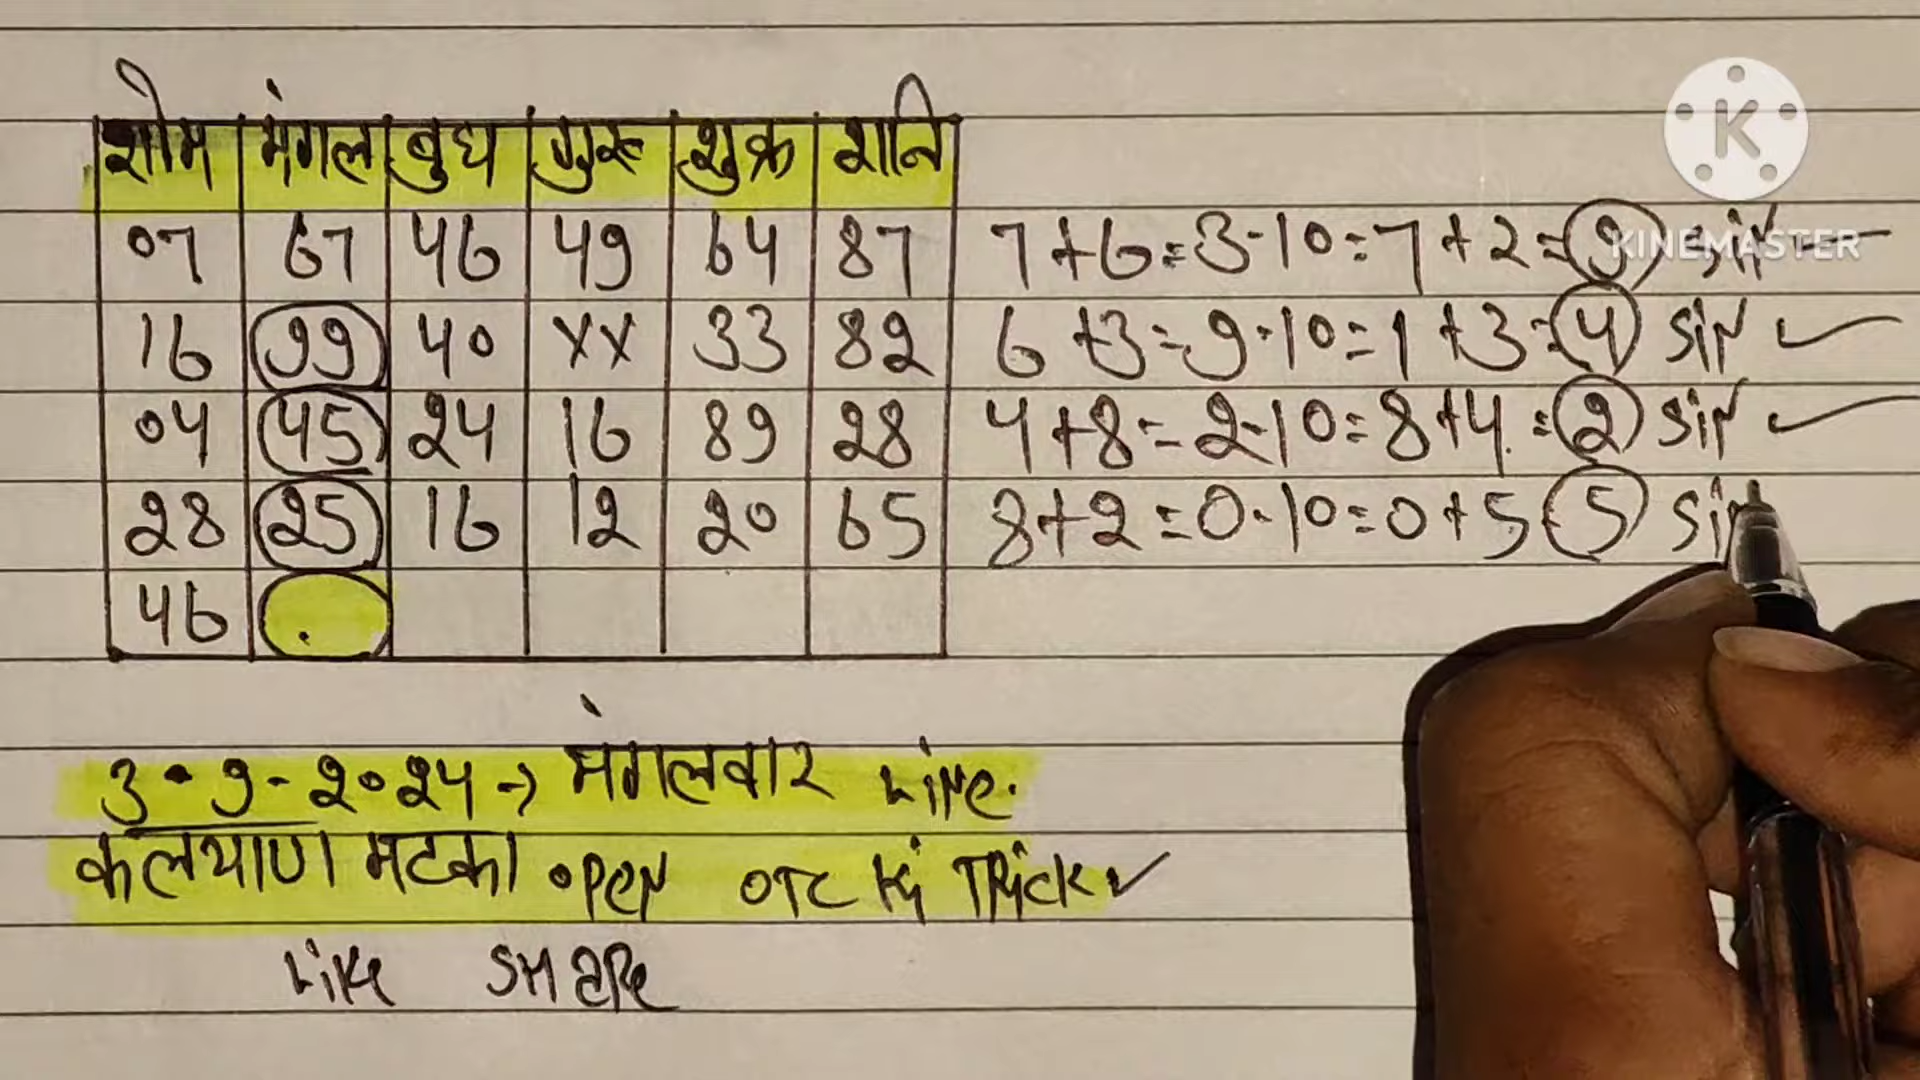 शोम मंगल बुध गुरू शुक्र शनि
07 67 46 49 64 87 7+6=3-10=7+2=9 sir
16 99 40 XX 33 82 6+3=9-10=1+3=4 sir
04 45 24 16 89 28 4+8=2-10=8+4=2 sir
28 25 16 12 20 65 8+2=0-10=0+5 5 sir
46
3-9-2024→ मंगलवार Line.
कलयाण मटका OPEN OTC Ki TRick
Like SHare
K
KINEMASTER